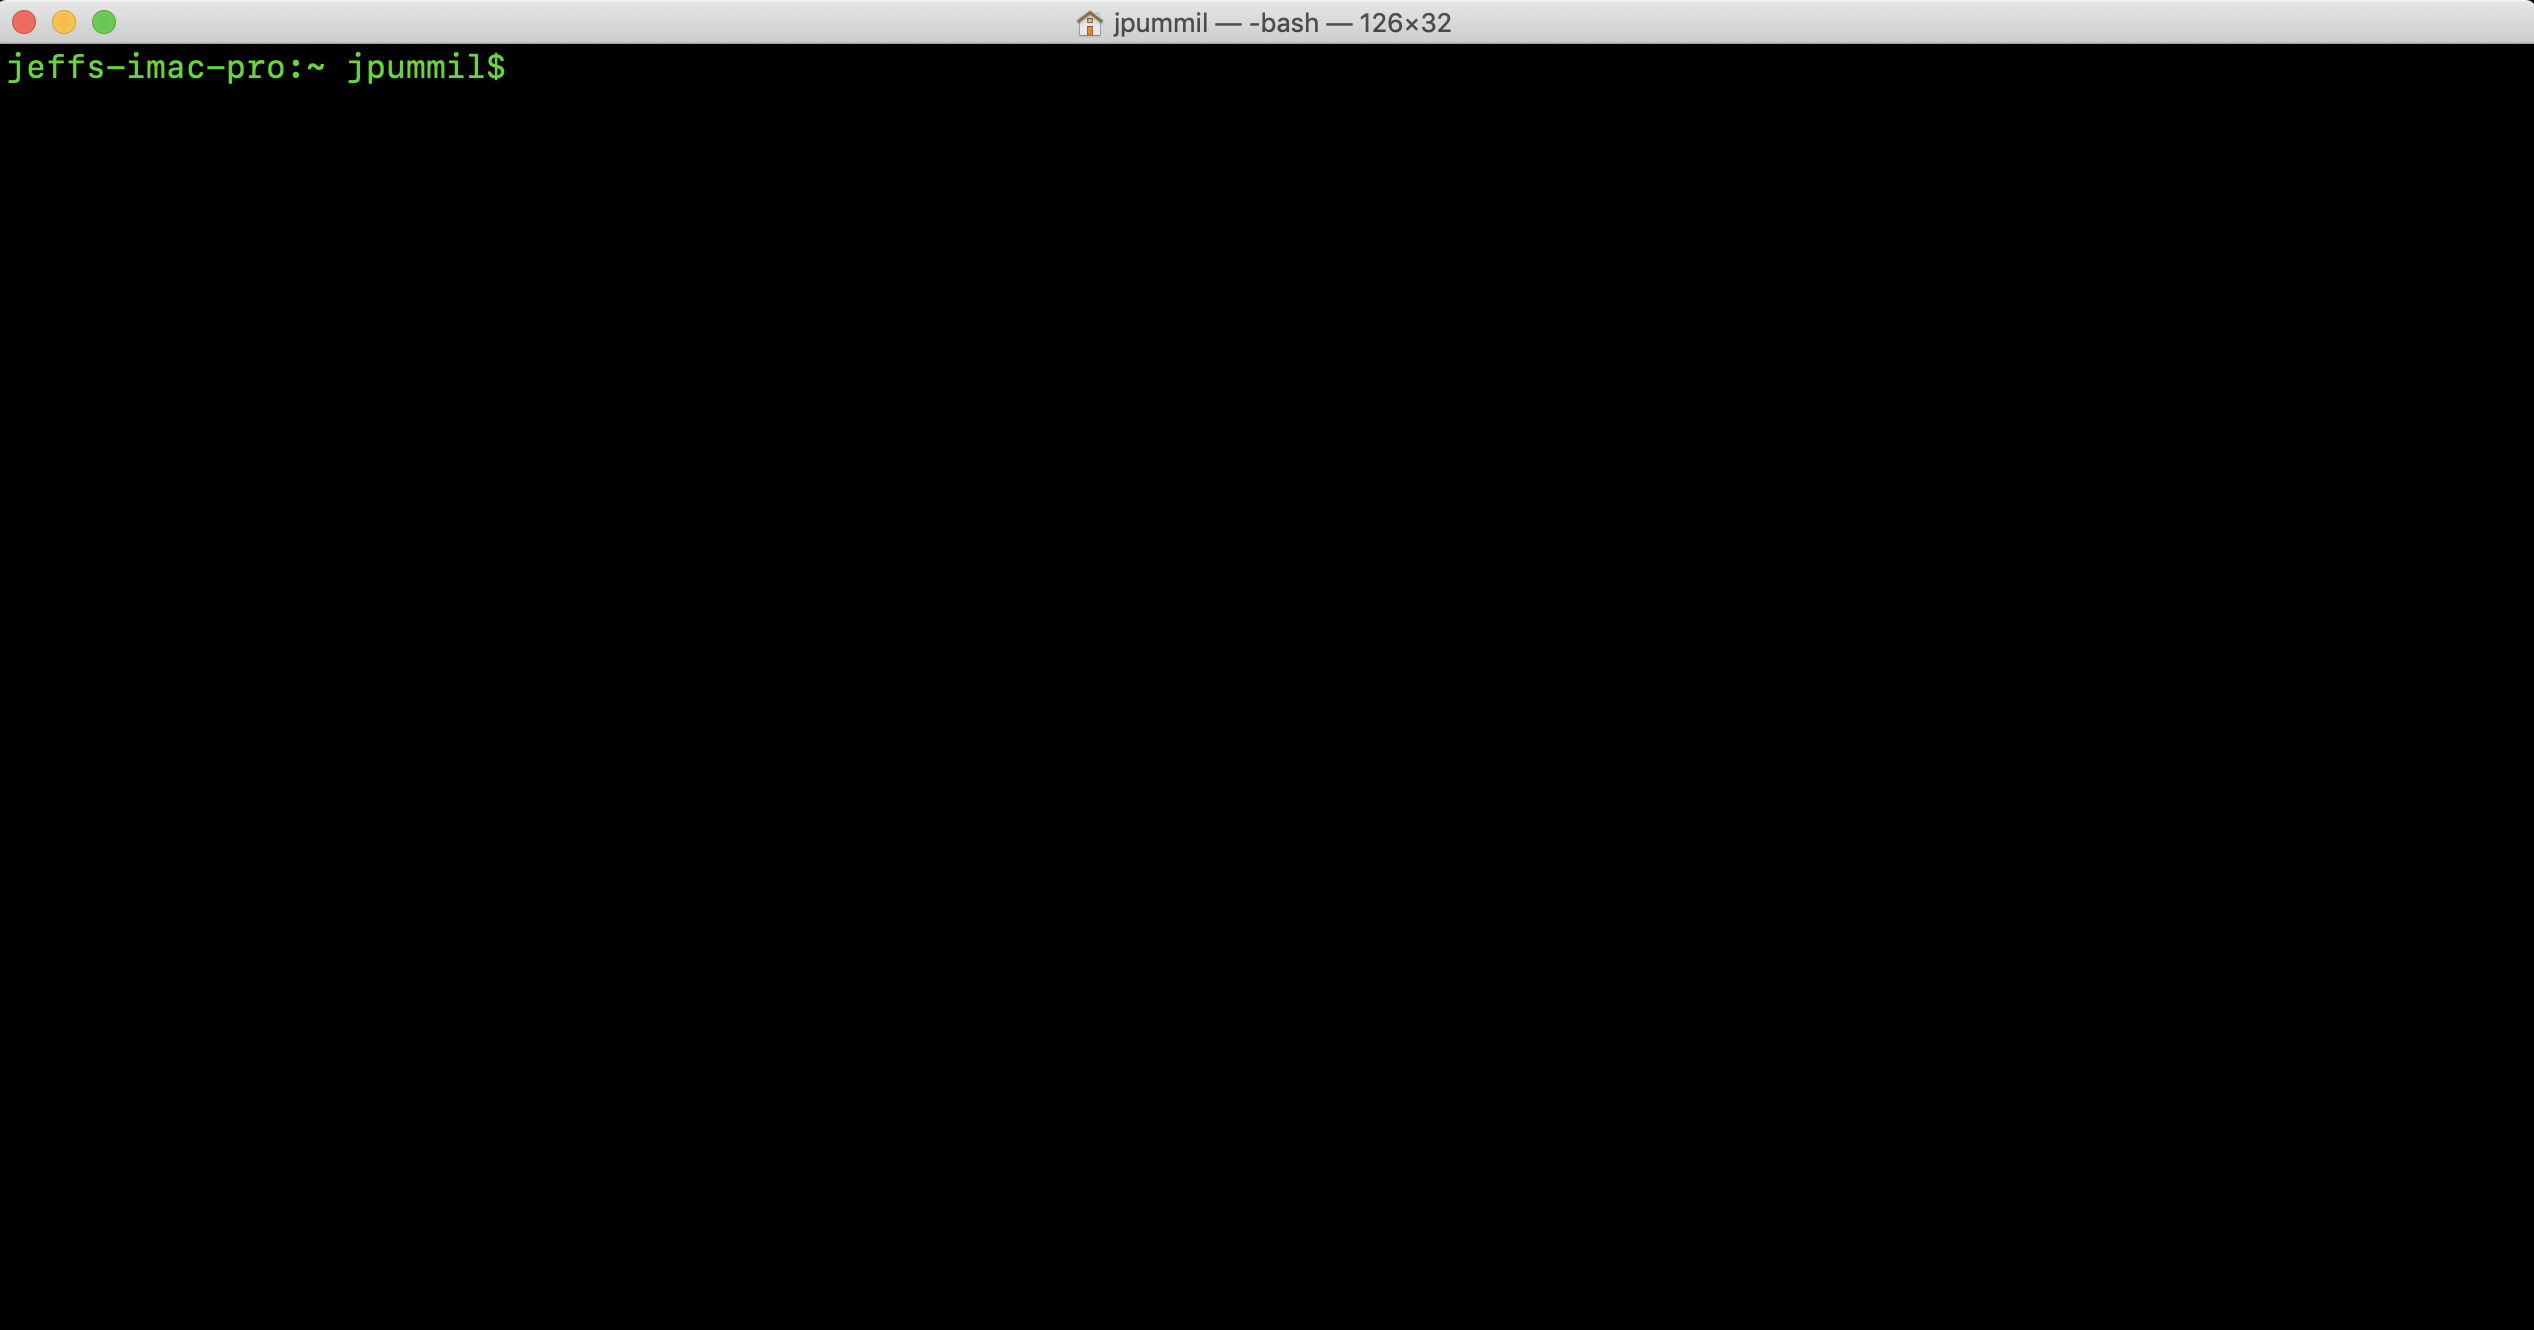 jpummil — -bash — 126×32
jeffs-imac-pro:~ jpummil$